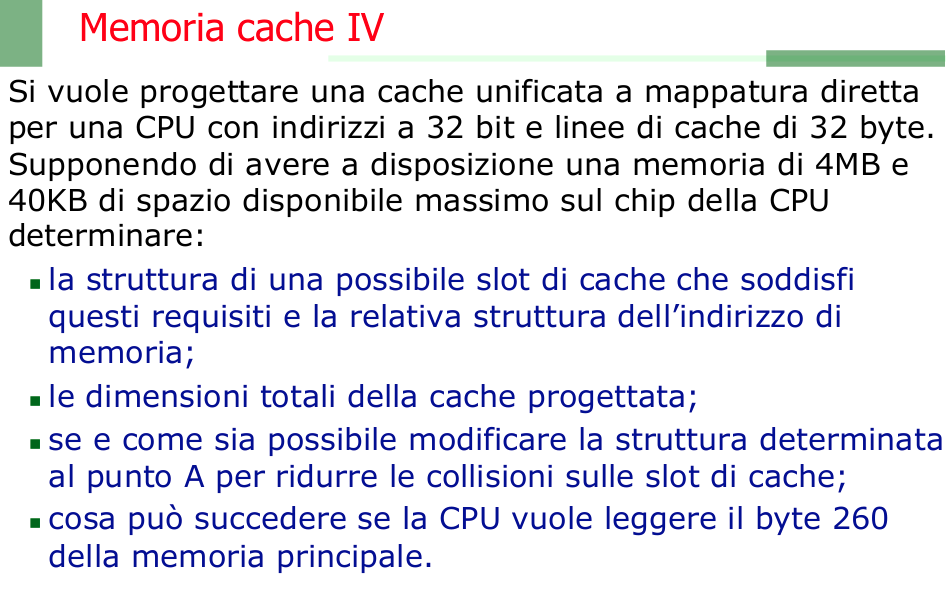 Memoria cache IV
Si vuole progettare una cache unificata a mappatura diretta
per una CPU con indirizzi a 32 bit e linee di cache di 32 byte.
Supponendo di avere a disposizione una memoria di 4MB e
40KB di spazio disponibile massimo sul chip della CPU
determinare:
la struttura di una possibile slot di cache che soddisfi
questi requisiti e la relativa struttura dell’indirizzo di
memoria;
le dimensioni totali della cache progettata;
se e come sia possibile modificare la struttura determinata
al punto A per ridurre le collisioni sulle slot di cache;
cosa può succedere se la CPU vuole leggere il byte 260
della memoria principale.